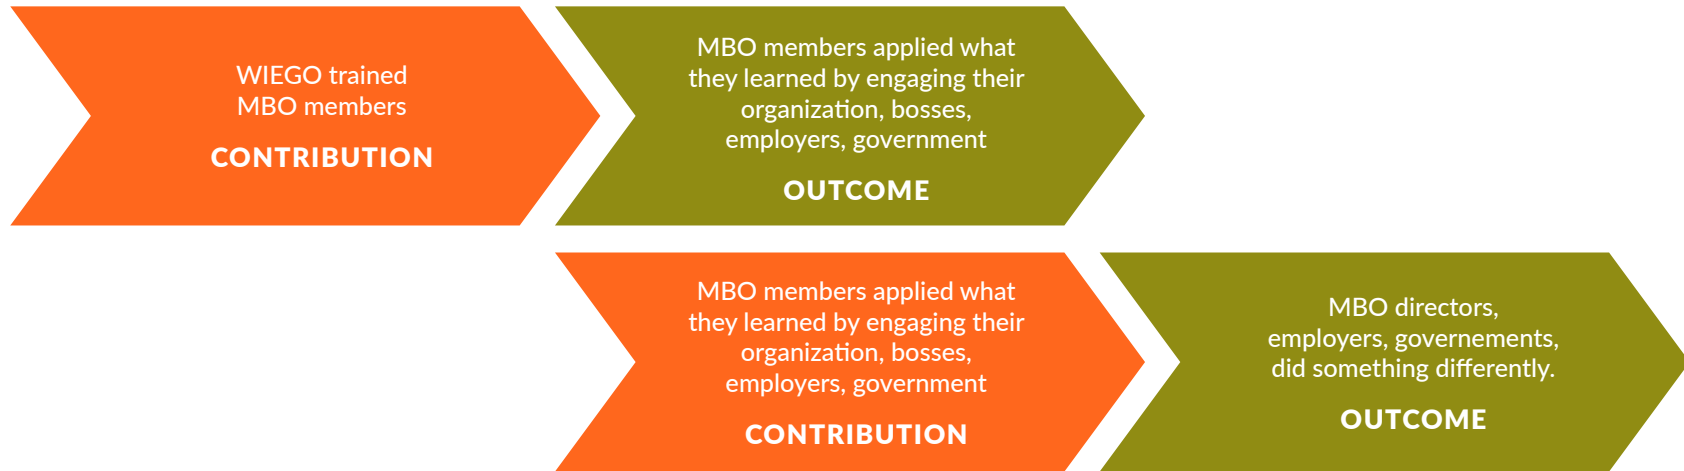 WIEGO trained
MBO members
CONTRIBUTION
MBO members applied what
they learned by engaging their
organization, bosses,
employers, government
OUTCOME
MBO members applied what
they learned by engaging their
organization, bosses,
employers, government
CONTRIBUTION
MBO directors,
employers, governements,
did something differently.
OUTCOME